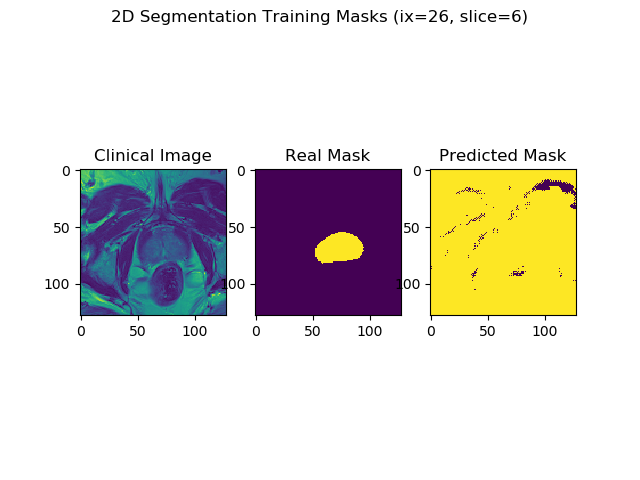 2D Segmentation Training Masks (ix=26, slice=6)
Clinical Image Real Mask Predicted Mask
0 0 0
50 50 50
100 100 100
0 100 0 50 100 0 50 100